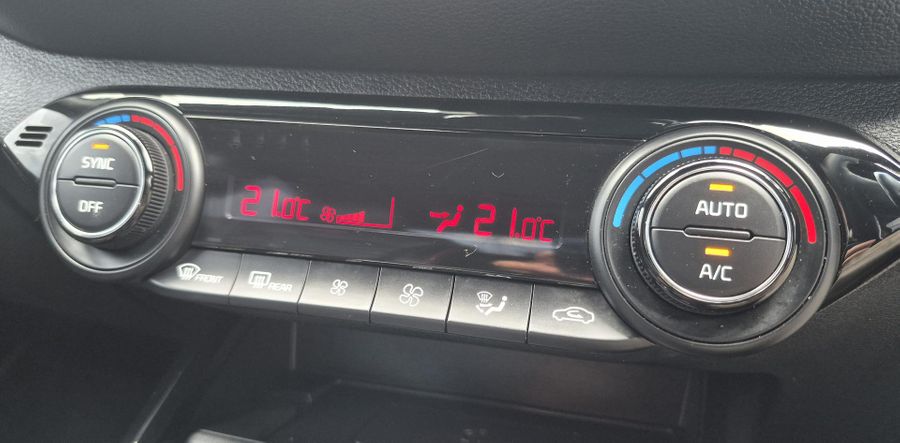 SYNC
OFF
21.0°C
21.0°C
AUTO
A/C
FRONT
REAR